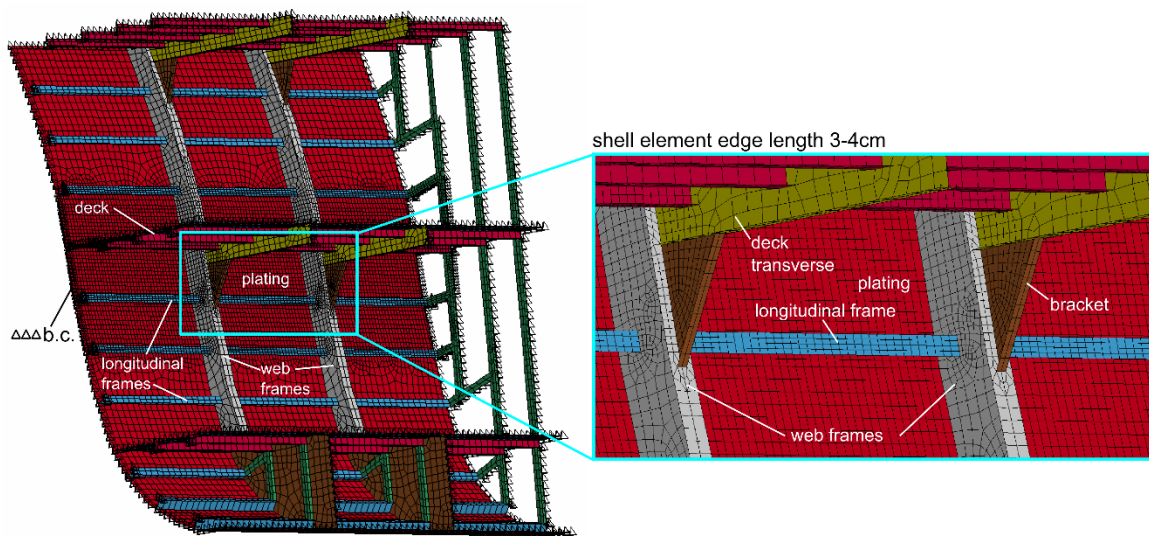 deck
plating
△△△b.c.
longitudinal
frames
web
frames
shell element edge length 3-4cm
deck
transverse
plating
longitudinal frame
bracket
web frames